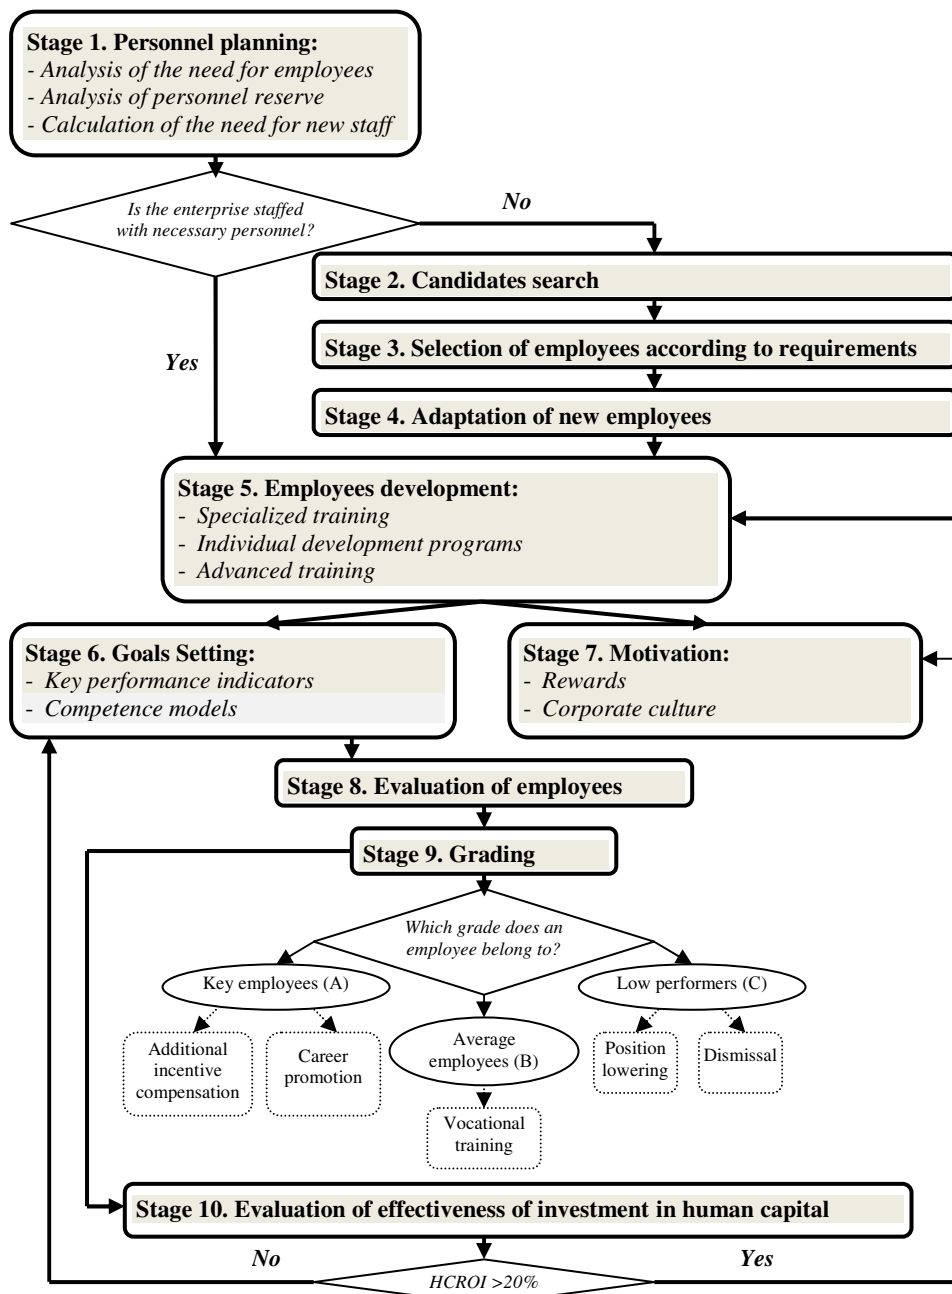 Stage 1. Personnel planning:
- Analysis of the need for employees
- Analysis of personnel reserve
- Calculation of the need for new staff
Is the enterprise staffed
with necessary personnel?
No
Stage 2. Candidates search
Stage 3. Selection of employees according to requirements
Yes
Stage 4. Adaptation of new employees
Stage 5. Employees development:
- Specialized training
- Individual development programs
- Advanced training
Stage 6. Goals Setting:
- Key performance indicators
- Competence models
Stage 7. Motivation:
- Rewards
- Corporate culture
Stage 8. Evaluation of employees
Stage 9. Grading
Which grade does an
employee belong to?
Key employees (A)
Low performers (C)
Average
employees (B)
Additional
incentive
compensation
Career
promotion
Position
lowering
Dismissal
Vocational
training
Stage 10. Evaluation of effectiveness of investment in human capital
No
Yes
HCROI >20%